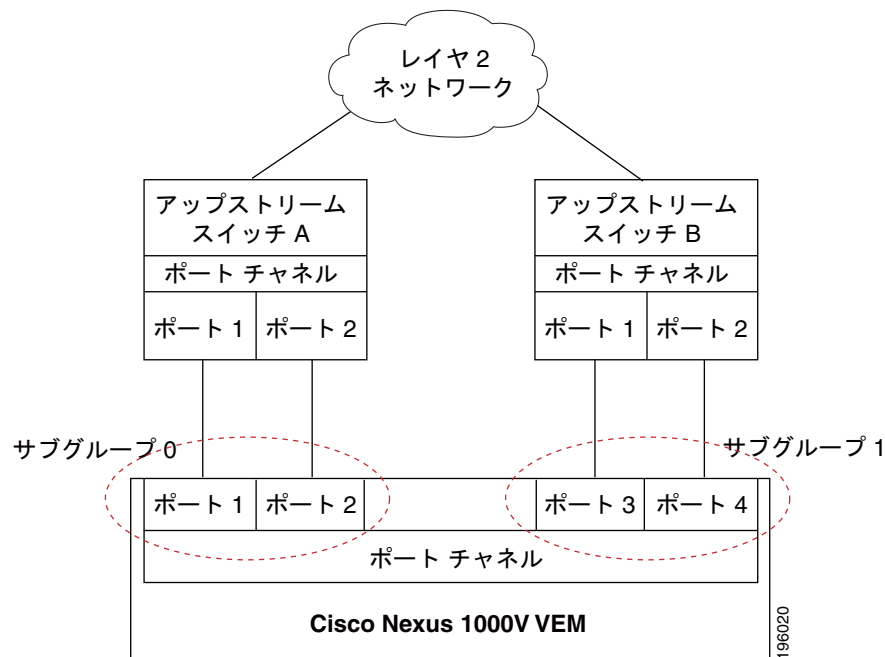 レイヤ 2
ネットワーク
アップストリーム
スイッチ A
ポート チャネル
ポート 1
ポート 2
アップストリーム
スイッチ B
ポート チャネル
ポート 1
ポート 2
サブグループ 0
サブグループ 1
ポート 1
ポート 2
ポート 3
ポート 4
ポート チャネル
Cisco Nexus 1000V VEM
196020